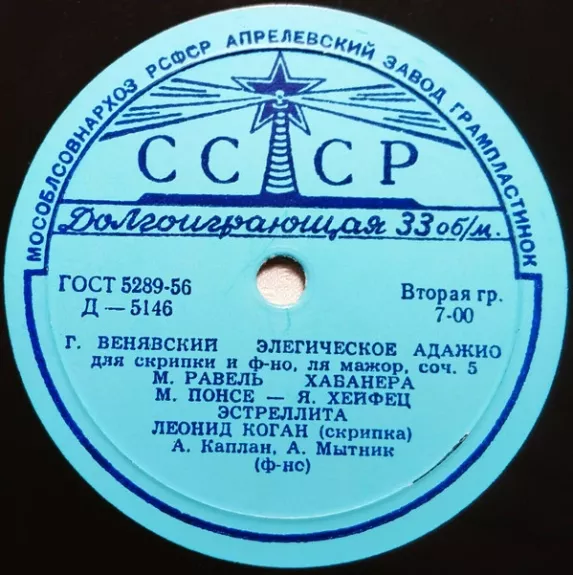 МОСОБЛСОВНАРХОЗ РСФСР АПРЕЛЕВСКИЙ ЗАВОД ГРАМПЛАСТИНОК
СССР
Долгоиграющая 33 об/м.
ГОСТ 5289-56
Д — 5146
Вторая гр.
7-00
Г. ВЕНЯВСКИЙ ЭЛЕГИЧЕСКОЕ АДАЖИО
для скрипки и ф-но, ля мажор, соч. 5
М. РАВЕЛЬ ХАБАНЕРА
М. ПОНСЕ — Я. ХЕЙФЕЦ
ЭСТРЕЛЛИТА
ЛЕОНИД КОГАН (скрипка)
А. Каплан, А. Мытник
(ф-но)